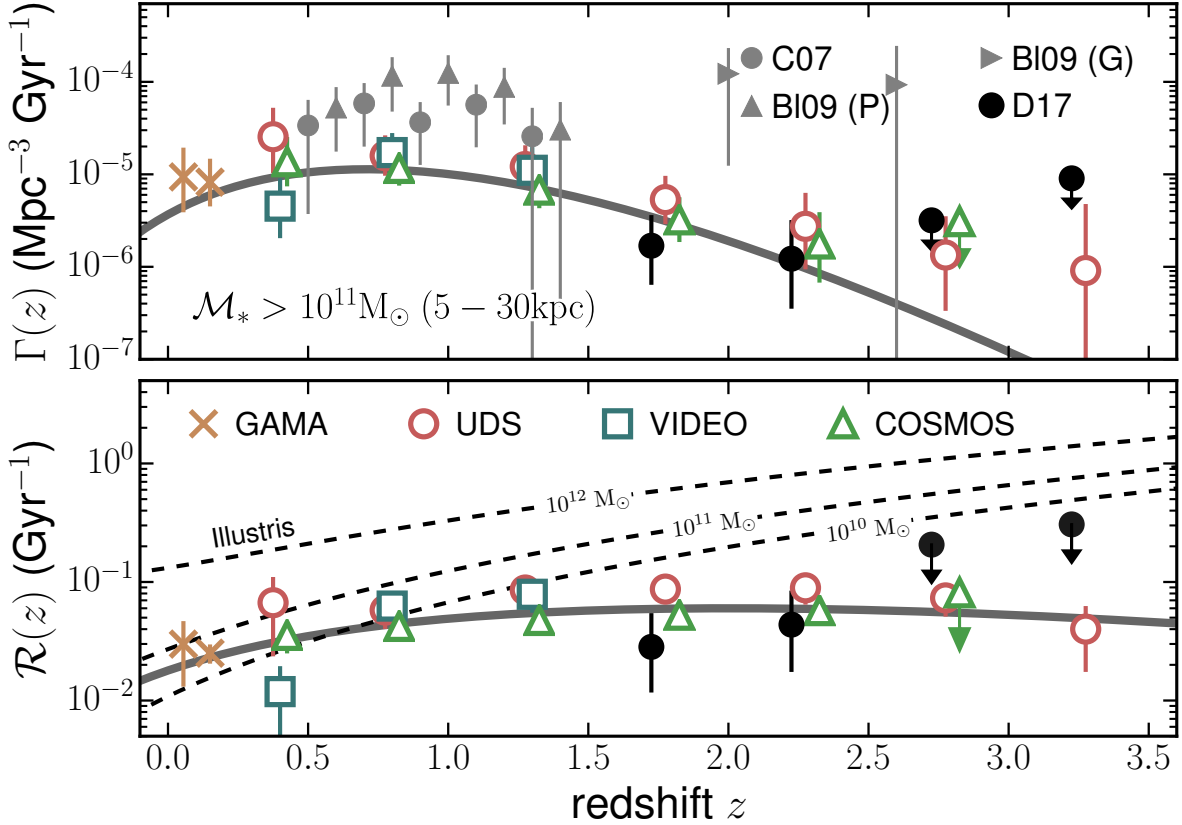 Γ(z) (Mpc⁻³ Gyr⁻¹)
10⁻⁴
10⁻⁵
10⁻⁶
10⁻⁷
C07
Bl09 (G)
Bl09 (P)
D17
ℳ* > 10¹¹M⊙ (5 − 30kpc)
ℛ(z) (Gyr⁻¹)
10⁰
10⁻¹
10⁻²
GAMA
UDS
VIDEO
COSMOS
Illustris
10¹² M⊙
10¹¹ M⊙
10¹⁰ M⊙
0.0 0.5 1.0 1.5 2.0 2.5 3.0 3.5
redshift z